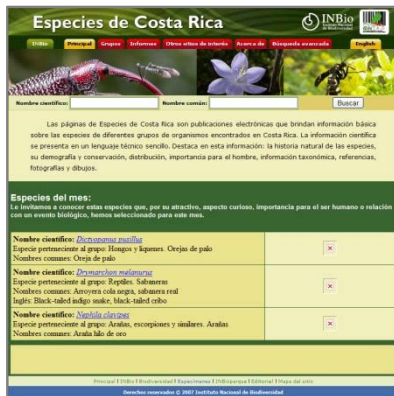 Especies de Costa Rica
INBio
INBio Principal Grupos Informes Otros sitios de interés Acerca de Búsqueda avanzada English
Nombre científico: Nombre común: Buscar
Las páginas de Especies de Costa Rica son publicaciones electrónicas que brindan información básica
sobre las especies de diferentes grupos de organismos encontrados en Costa Rica. La información científica
se presenta en un lenguaje técnico sencillo. Destaca en esta información: la historia natural de las especies,
su demografía y conservación, distribución, importancia para el hombre, información taxonómica, referencias,
fotografías y dibujos.
Especies del mes:
Le invitamos a conocer estas especies que, por su atractivo, aspecto curioso, importancia para el ser humano o relación
con un evento biológico, hemos seleccionado para este mes.
Nombre científico: Dictyopanus pusillus
Especie perteneciente al grupo: Hongos y líquenes. Orejas de palo
Nombres comunes: Oreja de palo
Nombre científico: Drymarchon melanurus
Especie perteneciente al grupo: Reptiles. Sabaneras
Nombres comunes: Arroyera cola negra, sabanera real
Inglés: Black-tailed indigo snake, black-tailed cribo
Nombre científico: Nephila clavipes
Especie perteneciente al grupo: Arañas, escorpiones y similares. Arañas
Nombres comunes: Araña hilo de oro
Principal | INBio | Biodiversidad | Especímenes | INBioparque | Editorial | Mapa del sitio
Derechos reservados © 2007 Instituto Nacional de Biodiversidad